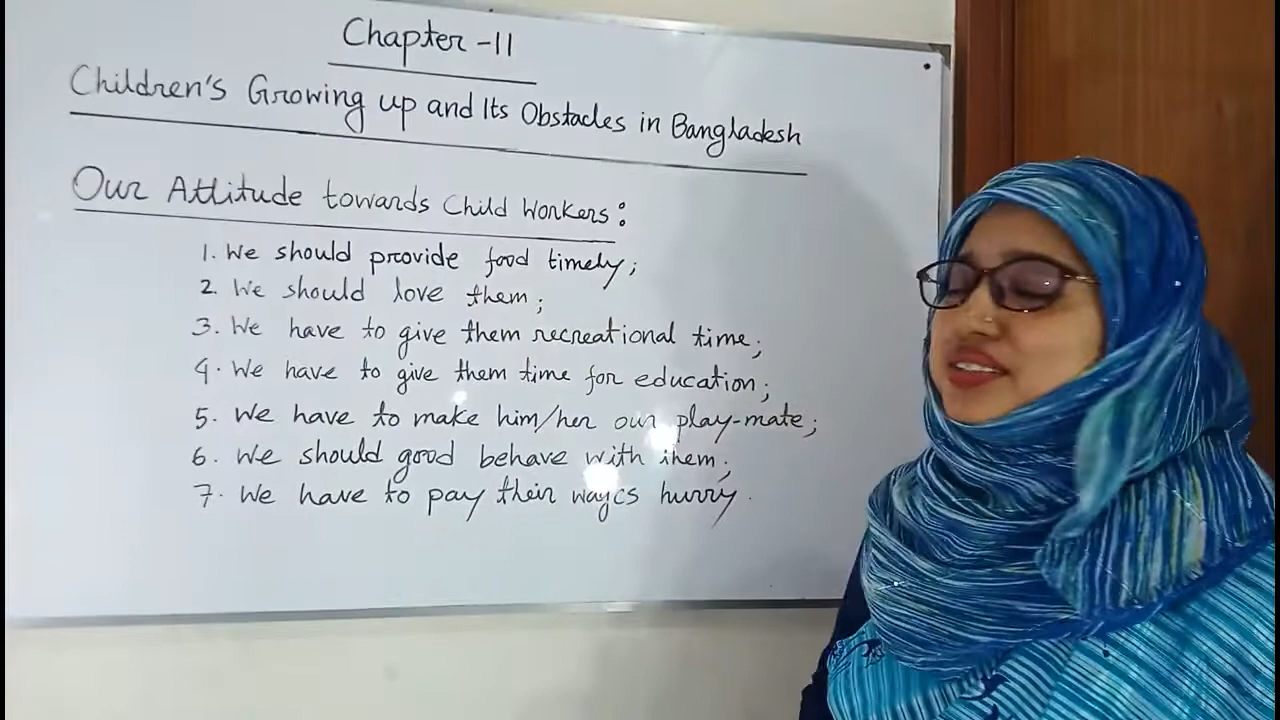 Chapter -11
Children's Growing up and Its Obstacles in Bangladesh
Our Attitude towards Child Workers:
1. We should provide food timely;
2. We should love them;
3. We have to give them recreational time;
4. We have to give them time for education;
5. We have to make him/her our play-mate;
6. We should good behave with them;
7. We have to pay their wages hurry.